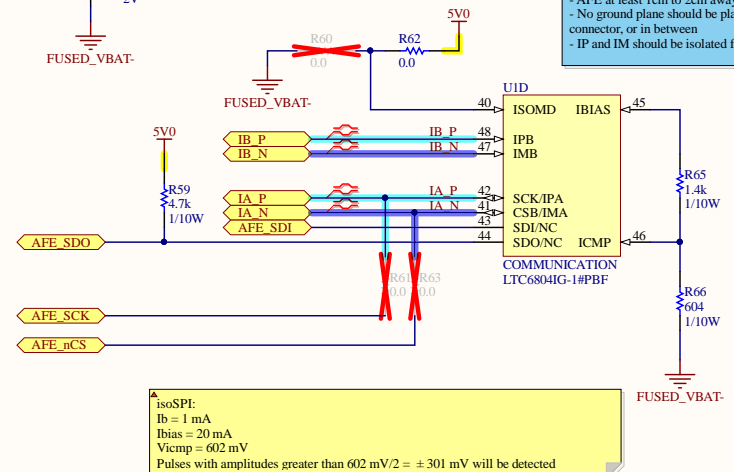 2V
- AFE at least 1cm to 2cm away
- No ground plane should be pla
connector, or in between
- IP and IM should be isolated f
FUSED_VBAT-
5V0
R60
0.0
R62
0.0
FUSED_VBAT-
U1D
40 ISOMD IBIAS 45
5V0
IB_P IB_P 48 IPB
IB_N IB_N 47 IMB
R59
4.7k
1/10W
R65
1.4k
1/10W
IA_P IA_P 42 SCK/IPA
IA_N IA_N 41 CSB/IMA
AFE_SDI 43 SDI/NC
AFE_SDO 44 SDO/NC ICMP 46
COMMUNICATION
LTC6804IG-1#PBF
R61
0.0
R63
0.0
R66
604
1/10W
AFE_SCK
AFE_nCS
FUSED_VBAT-
isoSPI:
Ib = 1 mA
Ibias = 20 mA
Vicmp = 602 mV
Pulses with amplitudes greater than 602 mV/2 = ± 301 mV will be detected